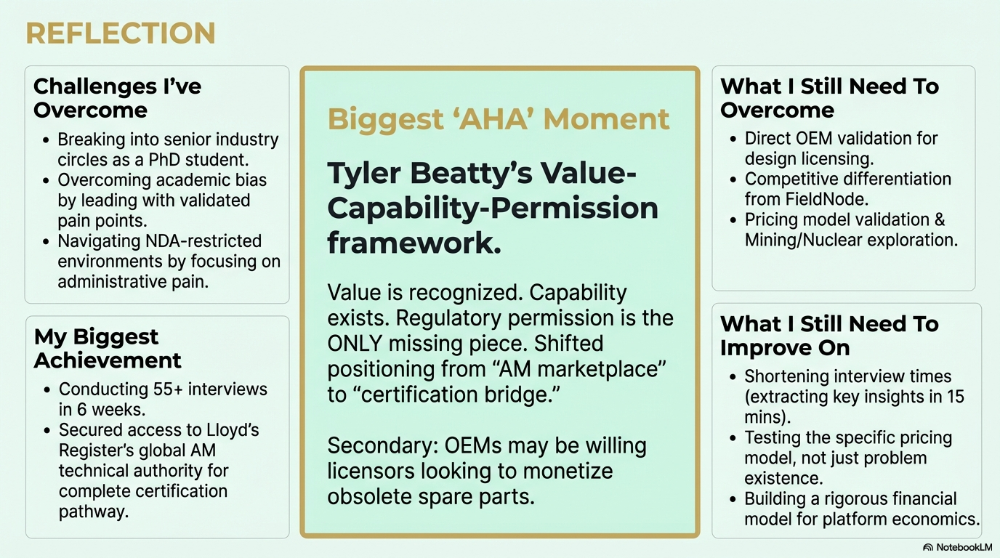 REFLECTION
Challenges I’ve
Overcome
• Breaking into senior industry
circles as a PhD student.
• Overcoming academic bias
by leading with validated
pain points.
• Navigating NDA-restricted
environments by focusing on
administrative pain.
My Biggest
Achievement
• Conducting 55+ interviews
in 6 weeks.
• Secured access to Lloyd’s
Register’s global AM
technical authority for
complete certification
pathway.
Biggest ‘AHA’ Moment
Tyler Beatty’s Value-
Capability-Permission
framework.
Value is recognized. Capability
exists. Regulatory permission is the
ONLY missing piece. Shifted
positioning from “AM marketplace”
to “certification bridge.”
Secondary: OEMs may be willing
licensors looking to monetize
obsolete spare parts.
What I Still Need To
Overcome
• Direct OEM validation for
design licensing.
• Competitive differentiation
from FieldNode.
• Pricing model validation &
Mining/Nuclear exploration.
What I Still Need To
Improve On
• Shortening interview times
(extracting key insights in 15
mins).
• Testing the specific pricing
model, not just problem
existence.
• Building a rigorous financial
model for platform economics.
NotebookLM